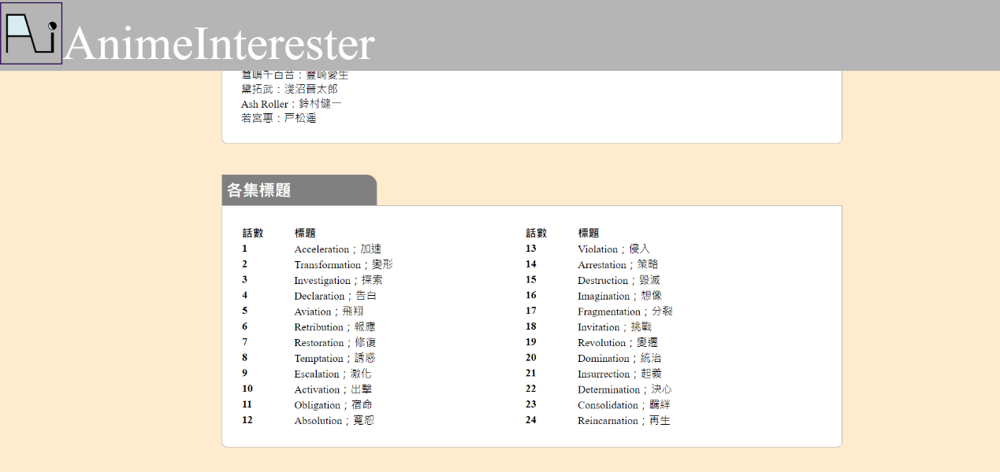 AnimeInterester
倉嶋千百合：豐崎愛生
黛拓武：淺沼晉太郎
Ash Roller：鈴村健一
若宮惠：戸松遥
各集標題
話數 標題
1 Acceleration；加速
2 Transformation；變形
3 Investigation；探索
4 Declaration；告白
5 Aviation；飛翔
6 Retribution；報應
7 Restoration；修復
8 Temptation；誘惑
9 Escalation；激化
10 Activation；出擊
11 Obligation；宿命
12 Absolution；寬恕
話數 標題
13 Violation；侵入
14 Arrestation；策略
15 Destruction；毀滅
16 Imagination；想像
17 Fragmentation；分裂
18 Invitation；挑戰
19 Revolution；變遷
20 Domination；統治
21 Insurrection；起義
22 Determination；決心
23 Consolidation；羈絆
24 Reincarnation；再生